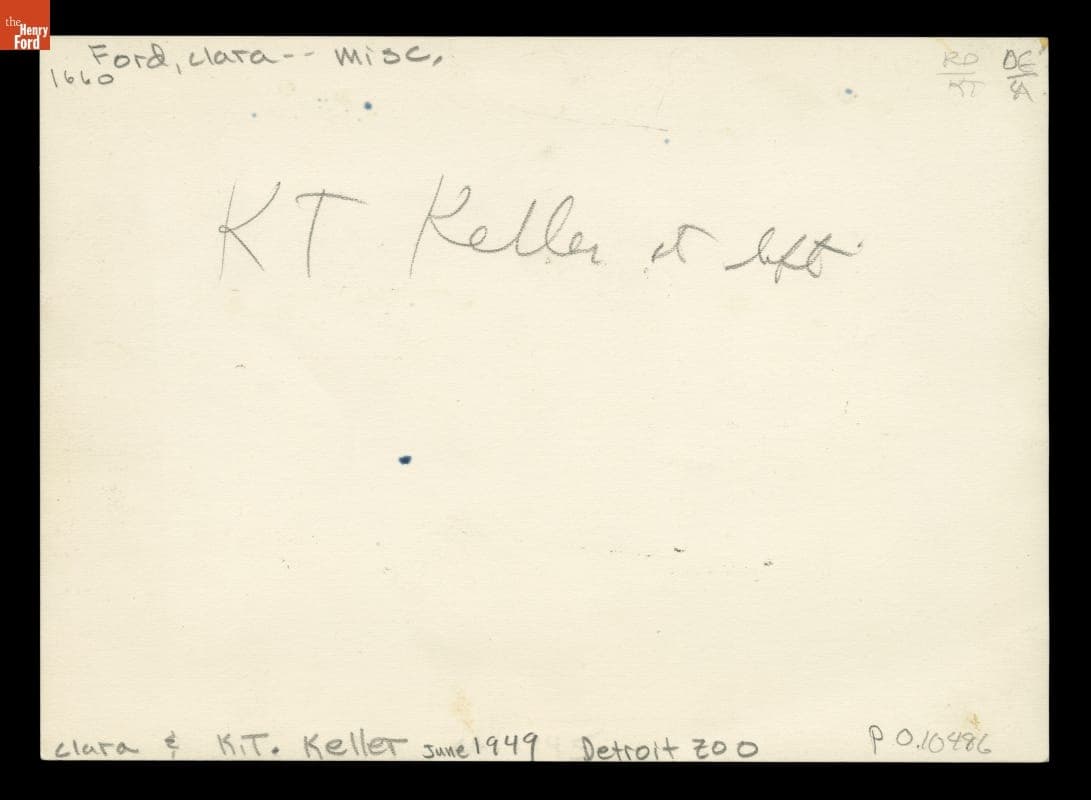 the
Henry
Ford
Ford, Clara -- Misc.
1660
RD DE
KT SA
KT Keller at left
Clara & K.T. Keller June 1949 Detroit Zoo
P O.10486